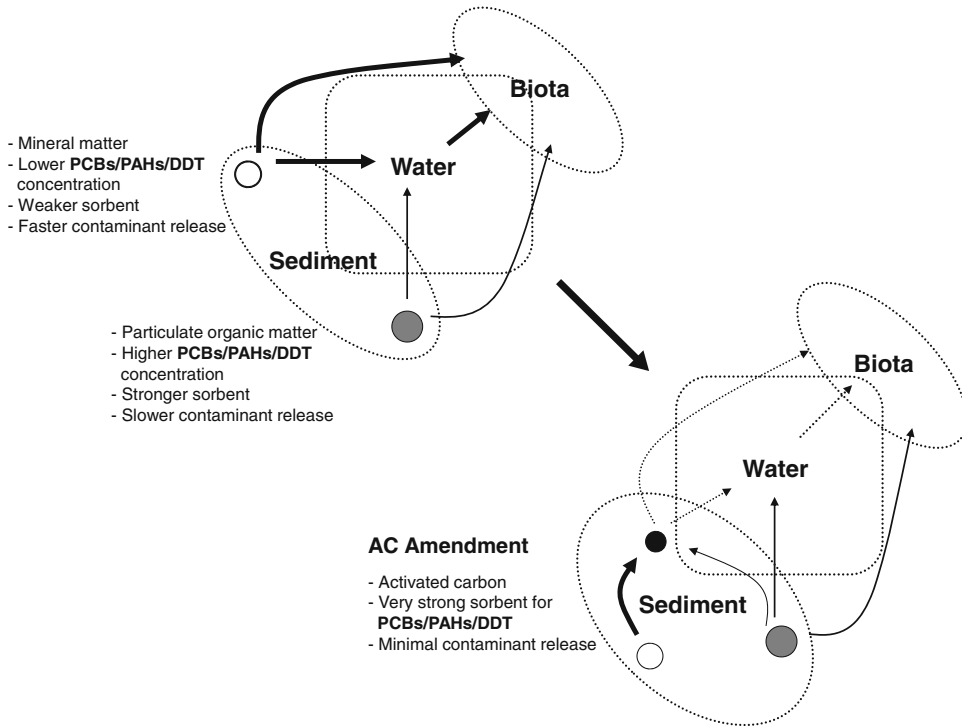 Biota
- Mineral matter
- Lower PCBs/PAHs/DDT
concentration
- Weaker sorbent
- Faster contaminant release
Water
Sediment
- Particulate organic matter
- Higher PCBs/PAHs/DDT
concentration
- Stronger sorbent
- Slower contaminant release
Biota
Water
AC Amendment
- Activated carbon
- Very strong sorbent for
PCBs/PAHs/DDT
- Minimal contaminant release
Sediment